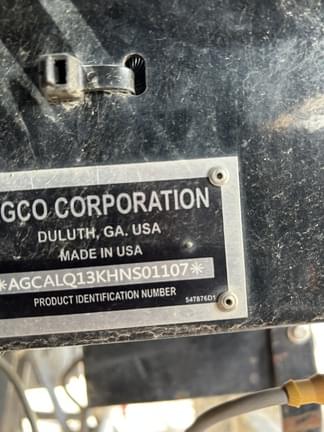 GCO CORPORATION
DULUTH, GA. USA
MADE IN USA
*AGCALQ13KHNS01107*
PRODUCT IDENTIFICATION NUMBER
547876D1